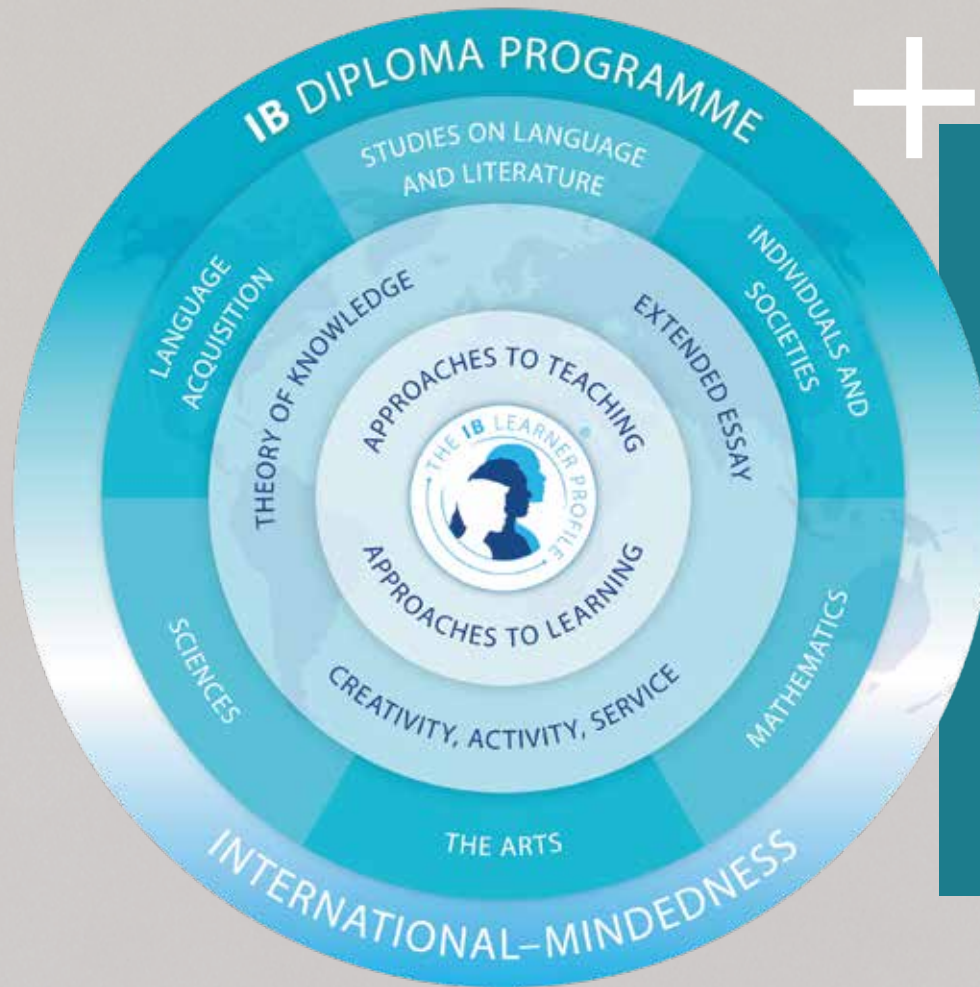 IB DIPLOMA PROGRAMME
STUDIES ON LANGUAGE
AND LITERATURE
LANGUAGE
ACQUISITION
INDIVIDUALS AND
SOCIETIES
THEORY OF KNOWLEDGE
EXTENDED ESSAY
APPROACHES TO TEACHING
THE IB LEARNER PROFILE
®
APPROACHES TO LEARNING
CREATIVITY, ACTIVITY, SERVICE
SCIENCES
MATHEMATICS
THE ARTS
INTERNATIONAL–MINDEDNESS